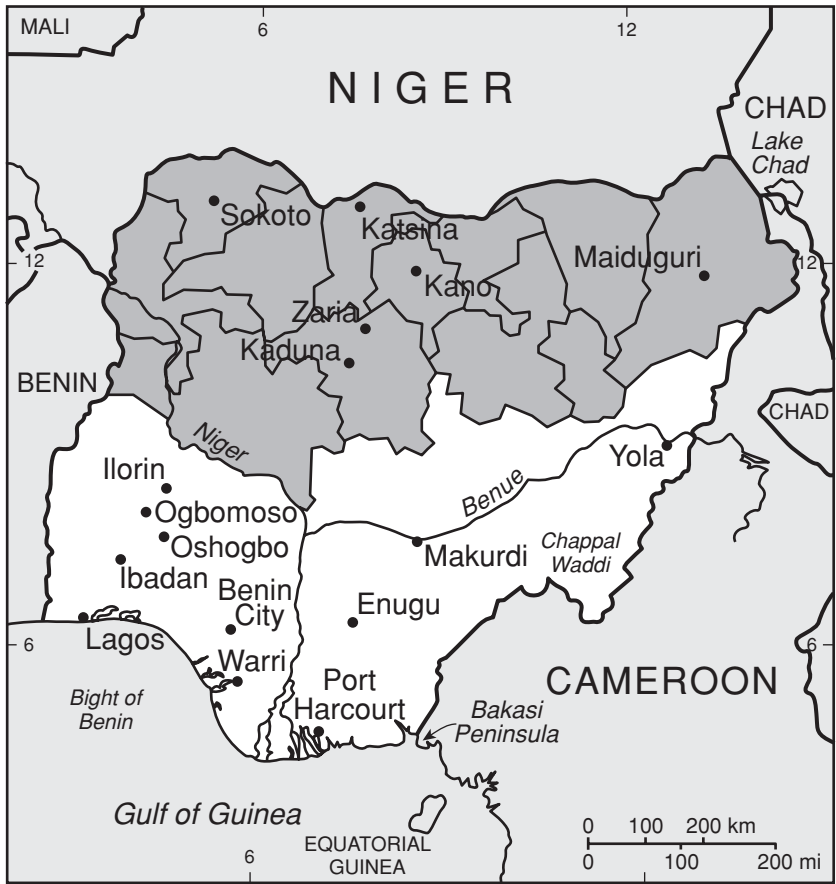 MALI
6
12
NIGER
CHAD
Lake
Chad
Sokoto
Katsina
Maiduguri
12
12
Kano
Zaria
Kaduna
BENIN
CHAD
Niger
Yola
Ilorin
Benue
Ogbomoso
Oshogbo
Makurdi
Chappal
Waddi
Ibadan
Benin
City
Enugu
Lagos
6
6
Warri
CAMEROON
Port
Harcourt
Bight of
Benin
Bakasi
Peninsula
Gulf of Guinea
EQUATORIAL
GUINEA
0 100 200 km
0 100 200 mi
6